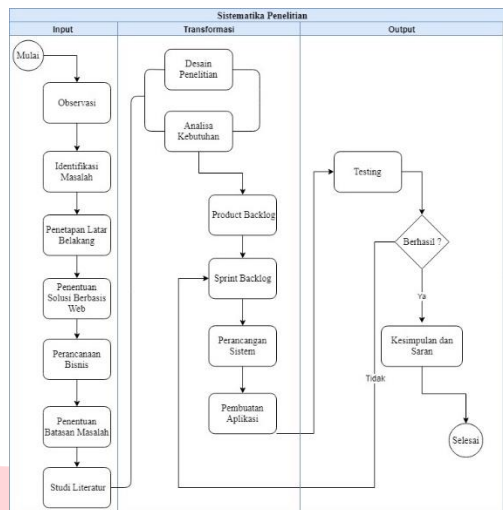 Sistematika Penelitian
Input
Transformasi
Output
Mulai
Observasi
Identifikasi
Masalah
Penetapan Latar
Belakang
Penentuan
Solusi Berbasis
Web
Perancanaan
Bisnis
Penentuan
Batasan Masalah
Studi Literatur
Desain
Penelitian
Analisa
Kebutuhan
Product Backlog
Sprint Backlog
Perancangan
Sistem
Pembuatan
Aplikasi
Testing
Berhasil ?
Ya
Tidak
Kesimpulan dan
Saran
Selesai